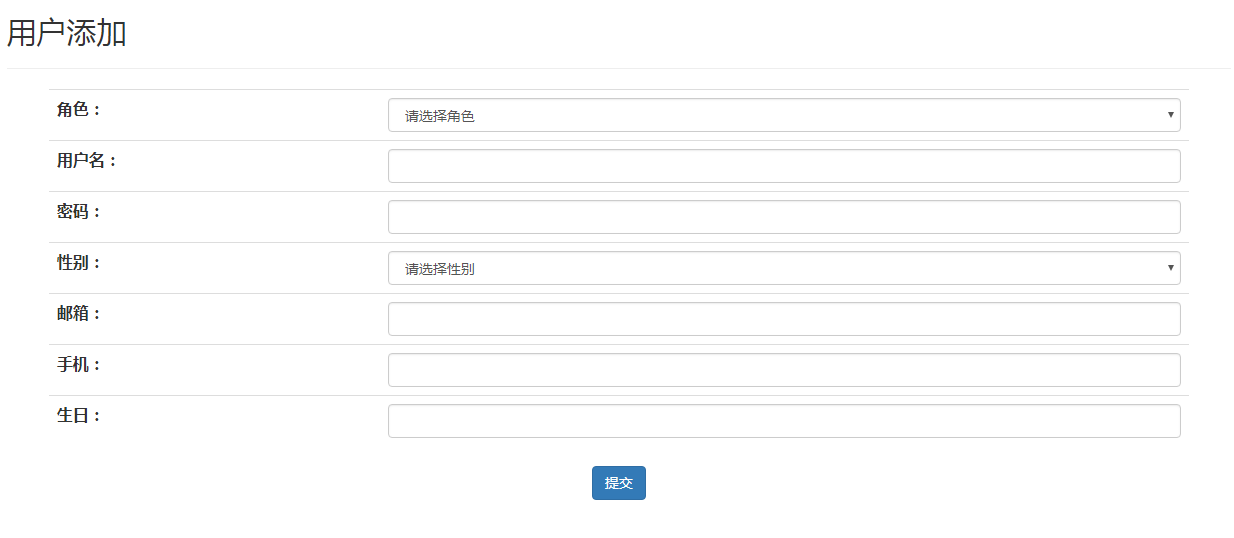 用户添加
角色：
请选择角色
用户名：
密码：
性别：
请选择性别
邮箱：
手机：
生日：
提交